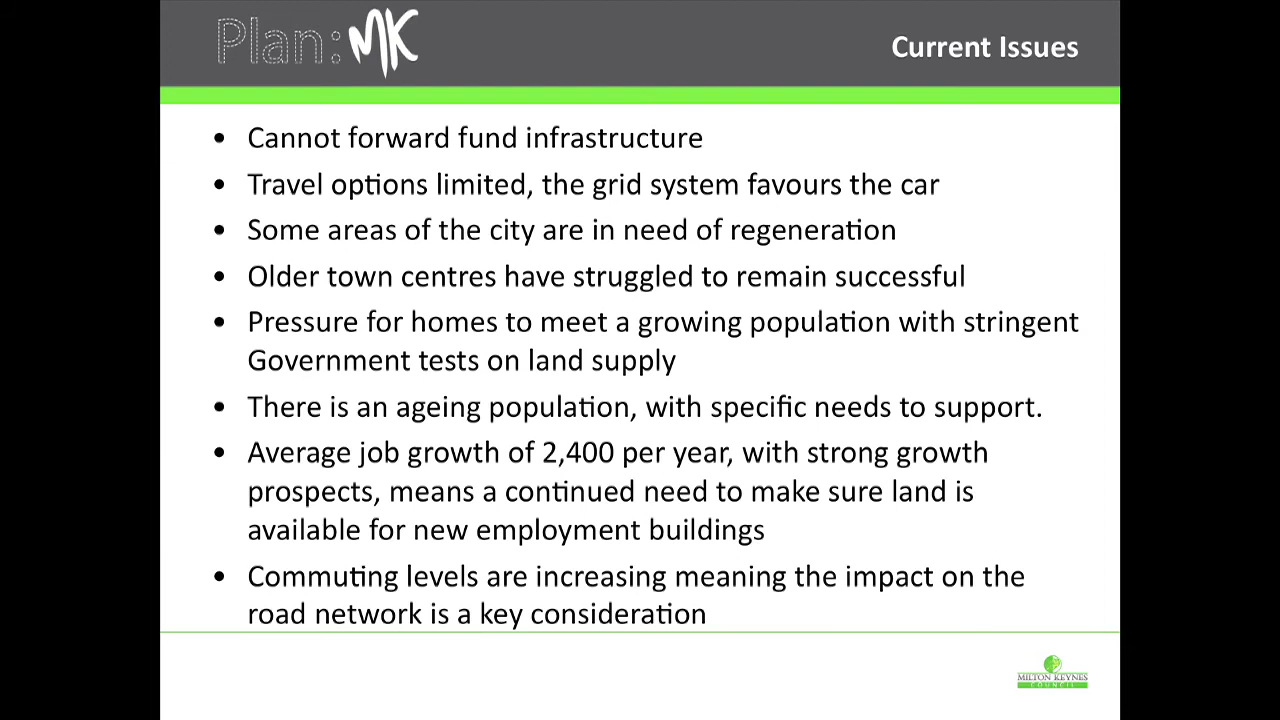 Plan:MK
Current Issues
• Cannot forward fund infrastructure
• Travel options limited, the grid system favours the car
• Some areas of the city are in need of regeneration
• Older town centres have struggled to remain successful
• Pressure for homes to meet a growing population with stringent
Government tests on land supply
• There is an ageing population, with specific needs to support.
• Average job growth of 2,400 per year, with strong growth
prospects, means a continued need to make sure land is
available for new employment buildings
• Commuting levels are increasing meaning the impact on the
road network is a key consideration
MILTON KEYNES
COUNCIL